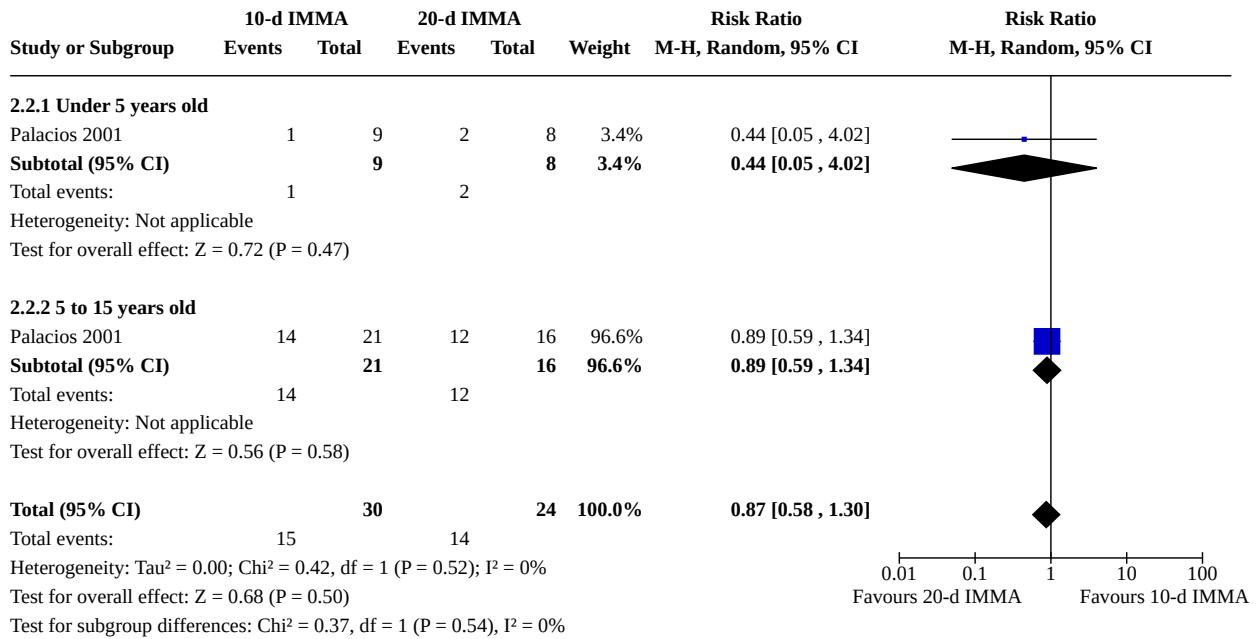 10-d IMMA 20-d IMMA Risk Ratio Risk Ratio
Study or Subgroup Events Total Events Total Weight M-H, Random, 95% CI M-H, Random, 95% CI
2.2.1 Under 5 years old
Palacios 2001 1 9 2 8 3.4% 0.44 [0.05 , 4.02]
Subtotal (95% CI) 9 8 3.4% 0.44 [0.05 , 4.02]
Total events: 1 2
Heterogeneity: Not applicable
Test for overall effect: Z = 0.72 (P = 0.47)
2.2.2 5 to 15 years old
Palacios 2001 14 21 12 16 96.6% 0.89 [0.59 , 1.34]
Subtotal (95% CI) 21 16 96.6% 0.89 [0.59 , 1.34]
Total events: 14 12
Heterogeneity: Not applicable
Test for overall effect: Z = 0.56 (P = 0.58)
Total (95% CI) 30 24 100.0% 0.87 [0.58 , 1.30]
Total events: 15 14
Heterogeneity: Tau² = 0.00; Chi² = 0.42, df = 1 (P = 0.52); I² = 0%
0.01 0.1 1 10 100
Test for overall effect: Z = 0.68 (P = 0.50)
Favours 20-d IMMA Favours 10-d IMMA
Test for subgroup differences: Chi² = 0.37, df = 1 (P = 0.54), I² = 0%